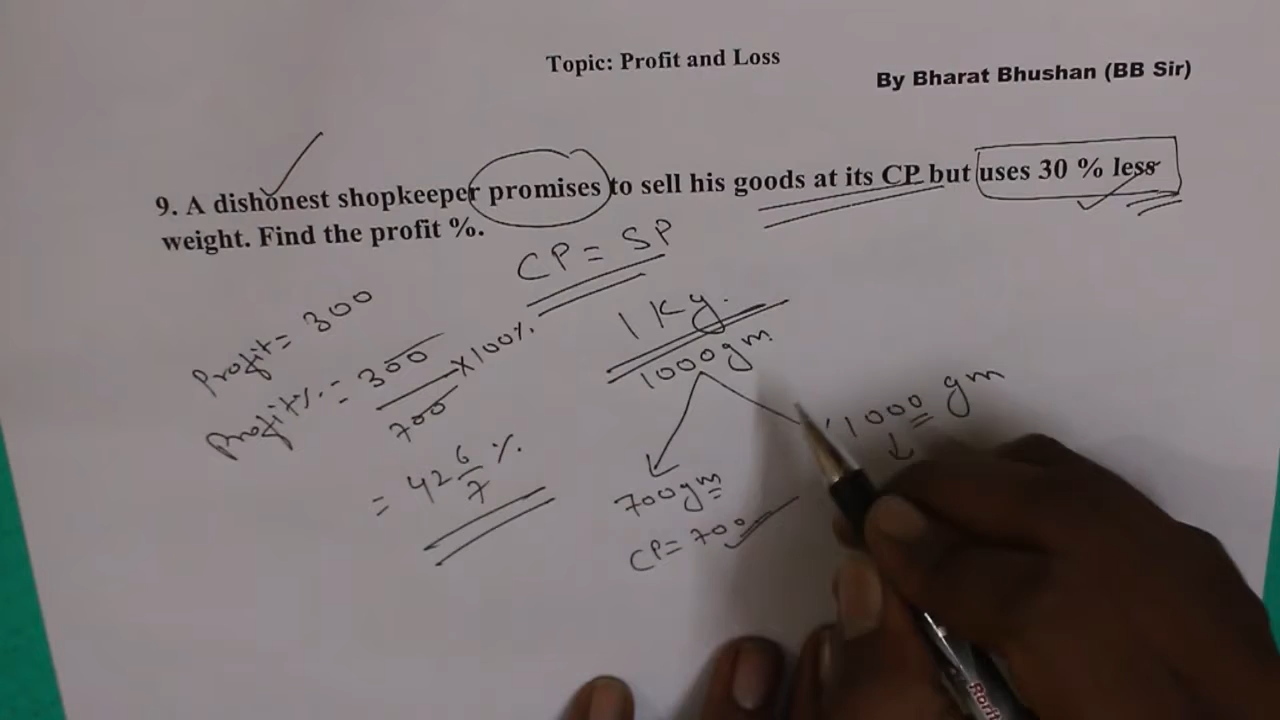 Topic: Profit and Loss
By Bharat Bhushan (BB Sir)
9. A dishonest shopkeeper promises to sell his goods at its CP but uses 30 % less
weight. Find the profit %.
CP = SP
Profit = 300
Profit%. = 300/700 × 100%.
= 42 6/7 %.
1 Kg.
1000gm
700gm
CP = 700
1000 gm
Rorit